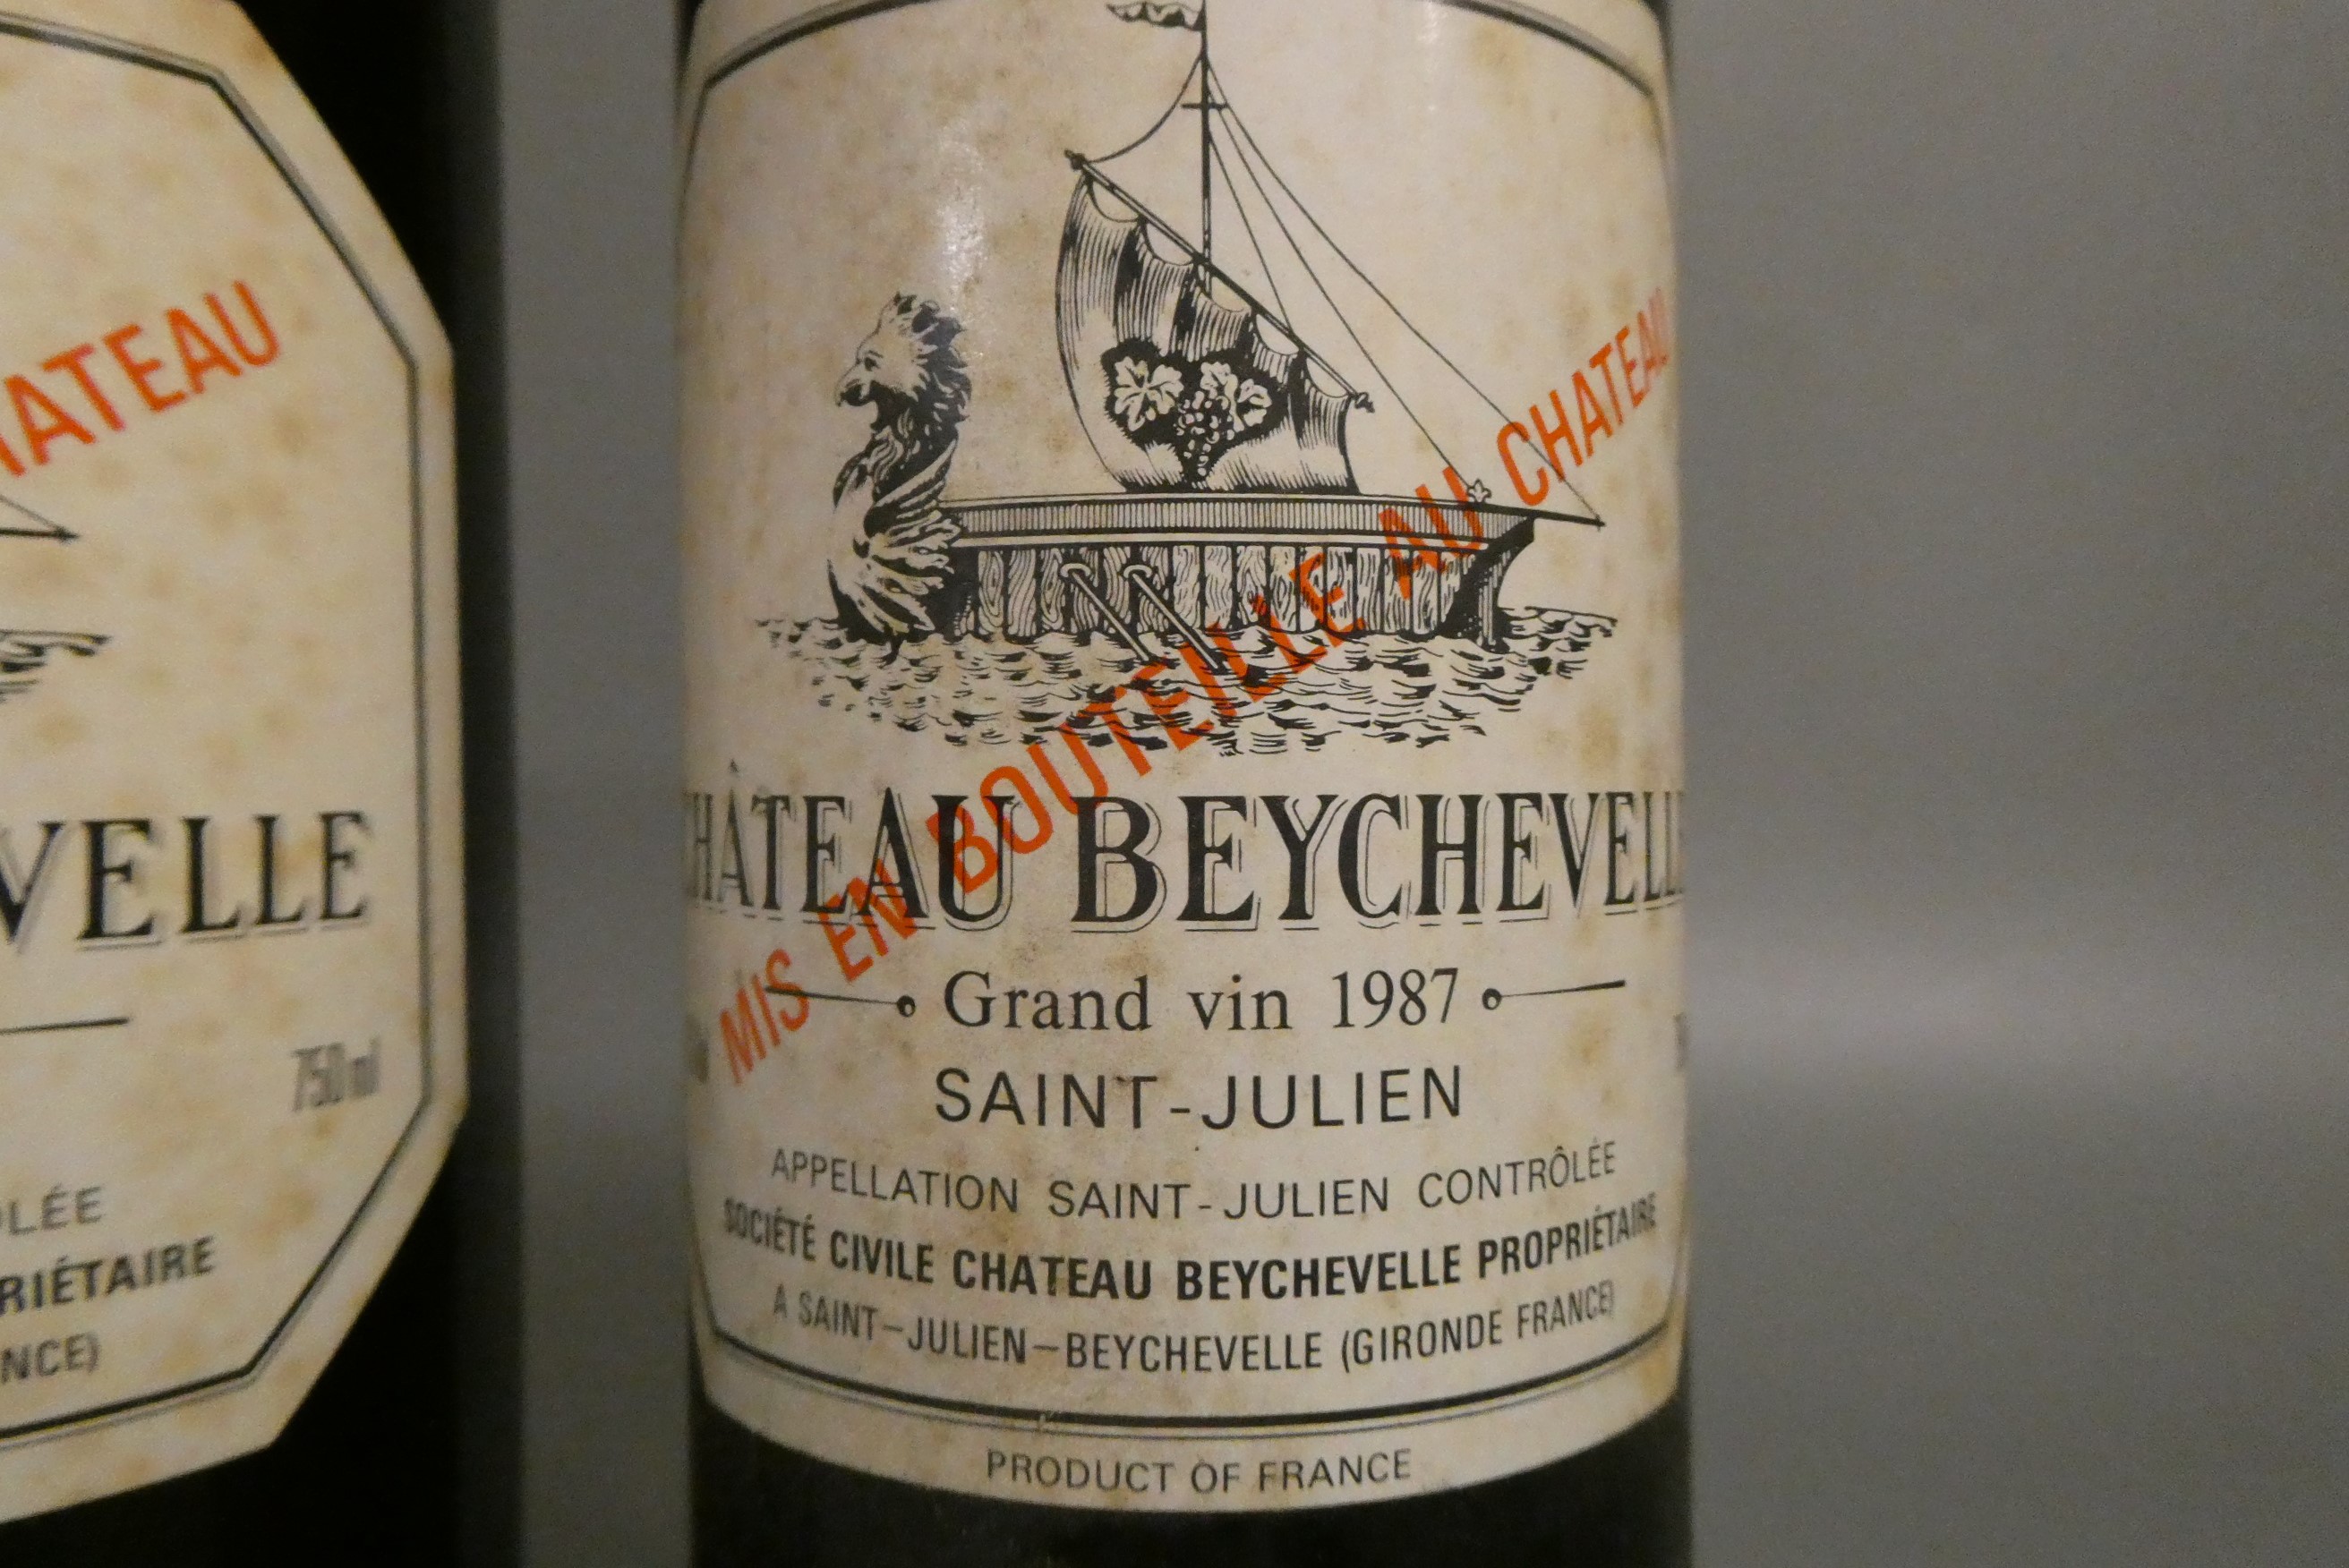 HATEAU
VELLE
750 ml
LÉE
RIÉTAIRE
NCE)
MIS EN BOUTEILLE AU CHATEAU
CHÂTEAU BEYCHEVELLE
Grand vin 1987
SAINT-JULIEN
APPELLATION SAINT-JULIEN CONTRÔLÉE
SOCIÉTÉ CIVILE CHATEAU BEYCHEVELLE PROPRIÉTAIRE
A SAINT-JULIEN-BEYCHEVELLE (GIRONDE FRANCE)
PRODUCT OF FRANCE